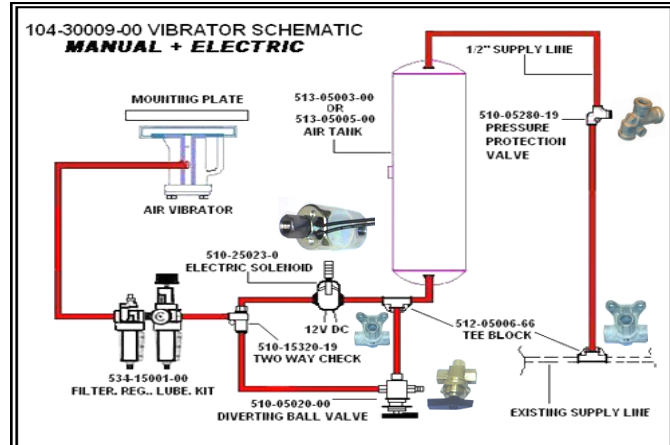 104-30009-00 VIBRATOR SCHEMATIC
MANUAL + ELECTRIC
1/2" SUPPLY LINE
MOUNTING PLATE
513-05003-00
OR
513-05005-00
AIR TANK
510-05280-19
PRESSURE
PROTECTION
VALVE
AIR VIBRATOR
510-25023-0
ELECTRIC SOLENOID
12V DC
512-05006-66
TEE BLOCK
510-15320-19
TWO WAY CHECK
534-15001-00
FILTER. REG.. LUBE. KIT
510-05020-00
DIVERTING BALL VALVE
EXISTING SUPPLY LINE